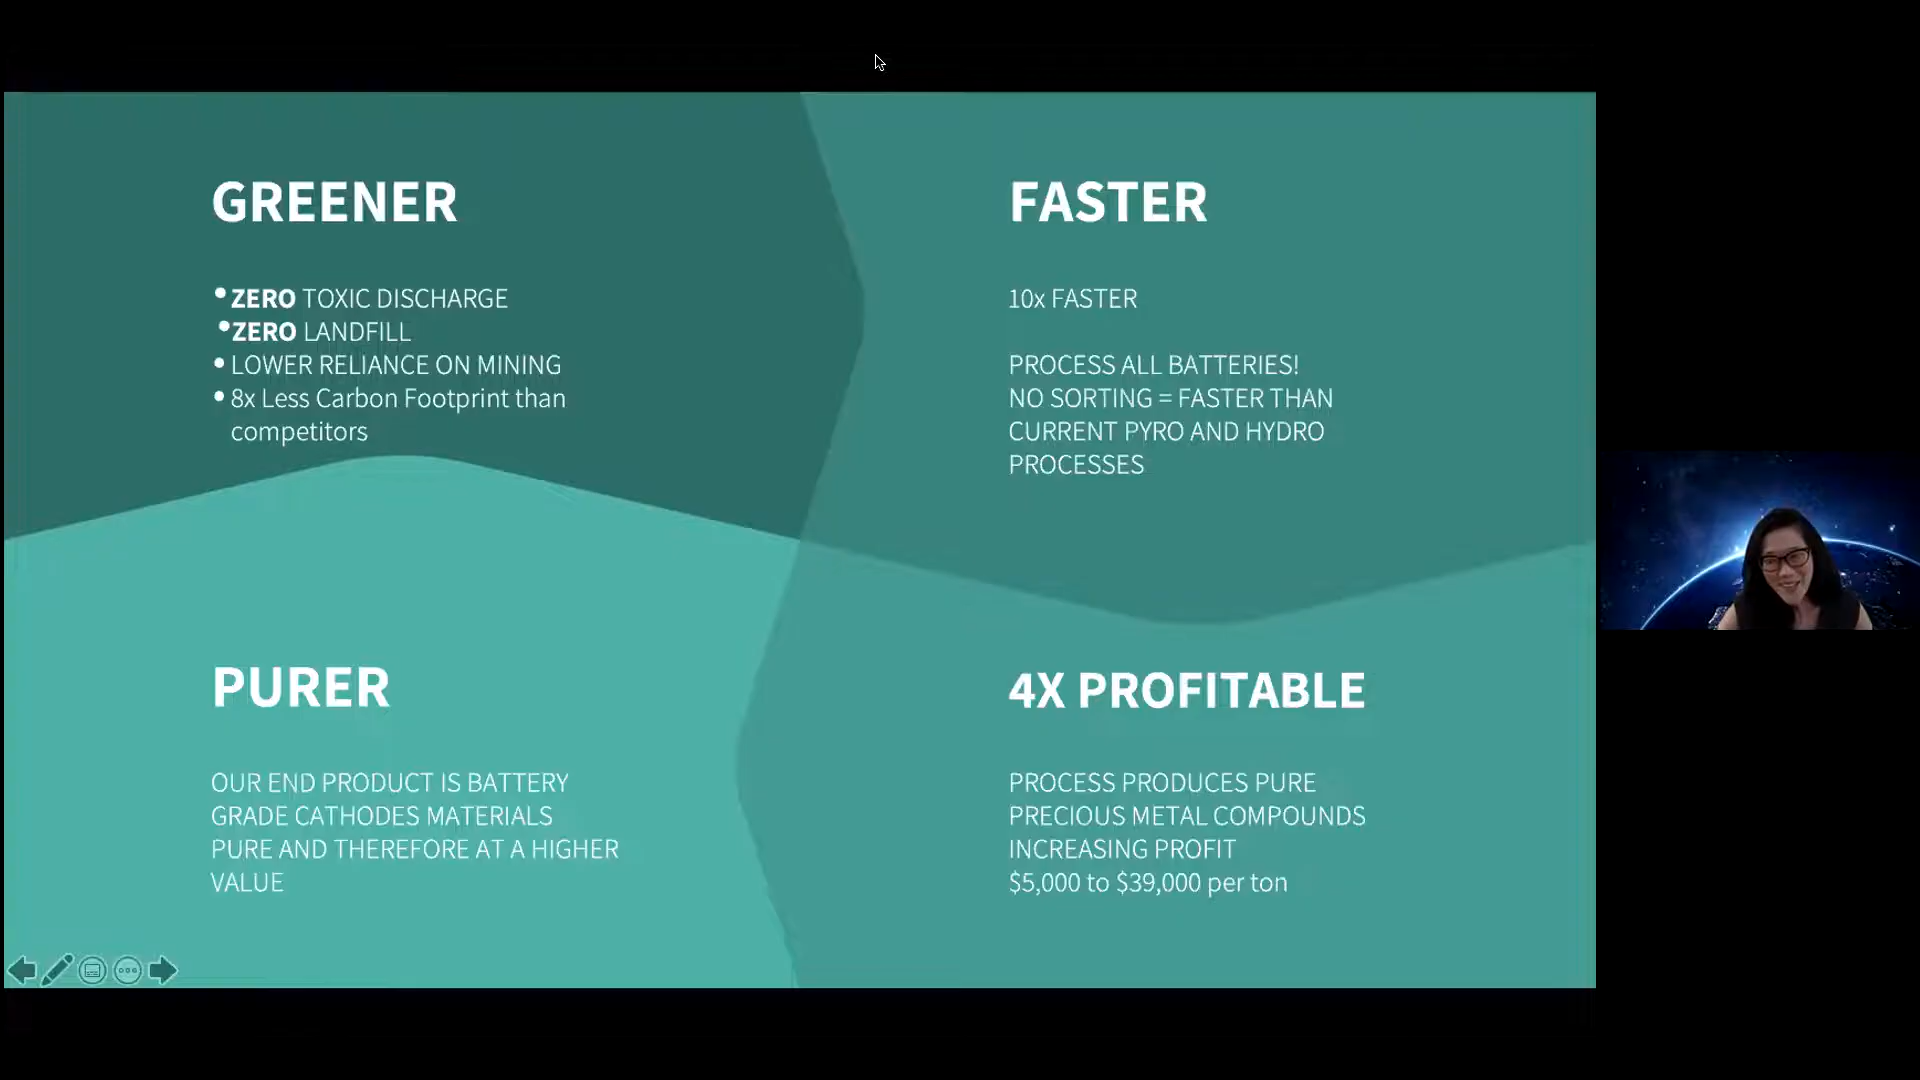 GREENER
• ZERO TOXIC DISCHARGE
• ZERO LANDFILL
• LOWER RELIANCE ON MINING
• 8x Less Carbon Footprint than
competitors
FASTER
10x FASTER
PROCESS ALL BATTERIES!
NO SORTING = FASTER THAN
CURRENT PYRO AND HYDRO
PROCESSES
PURER
OUR END PRODUCT IS BATTERY
GRADE CATHODES MATERIALS
PURE AND THEREFORE AT A HIGHER
VALUE
4X PROFITABLE
PROCESS PRODUCES PURE
PRECIOUS METAL COMPOUNDS
INCREASING PROFIT
$5,000 to $39,000 per ton